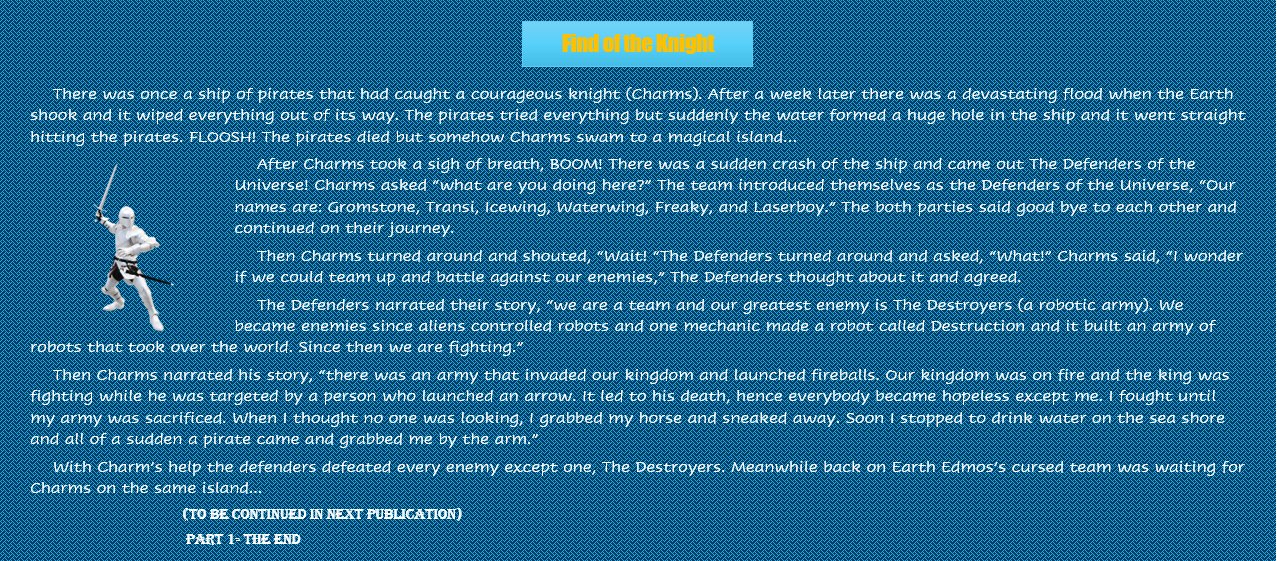 Find of the Knight
There was once a ship of pirates that had caught a courageous knight (Charms). After a week later there was a devastating flood when the Earth
shook and it wiped everything out of its way. The pirates tried everything but suddenly the water formed a huge hole in the ship and it went straight
hitting the pirates. FLOOSH! The pirates died but somehow Charms swam to a magical island...
After Charms took a sigh of breath, BOOM! There was a sudden crash of the ship and came out The Defenders of the
Universe! Charms asked “what are you doing here?” The team introduced themselves as the Defenders of the Universe, “Our
names are: Gromstone, Transi, Icewing, Waterwing, Freaky, and Laserboy.” The both parties said good bye to each other and
continued on their journey.
Then Charms turned around and shouted, “Wait! “The Defenders turned around and asked, “What!” Charms said, “I wonder
if we could team up and battle against our enemies,” The Defenders thought about it and agreed.
The Defenders narrated their story, “we are a team and our greatest enemy is The Destroyers (a robotic army). We
became enemies since aliens controlled robots and one mechanic made a robot called Destruction and it built an army of
robots that took over the world. Since then we are fighting.”
Then Charms narrated his story, “there was an army that invaded our kingdom and launched fireballs. Our kingdom was on fire and the king was
fighting while he was targeted by a person who launched an arrow. It led to his death, hence everybody became hopeless except me. I fought until
my army was sacrificed. When I thought no one was looking, I grabbed my horse and sneaked away. Soon I stopped to drink water on the sea shore
and all of a sudden a pirate came and grabbed me by the arm.”
With Charm’s help the defenders defeated every enemy except one, The Destroyers. Meanwhile back on Earth Edmos’s cursed team was waiting for
Charms on the same island...
(TO BE CONTINUED IN NEXT PUBLICATION)
PART 1- THE END